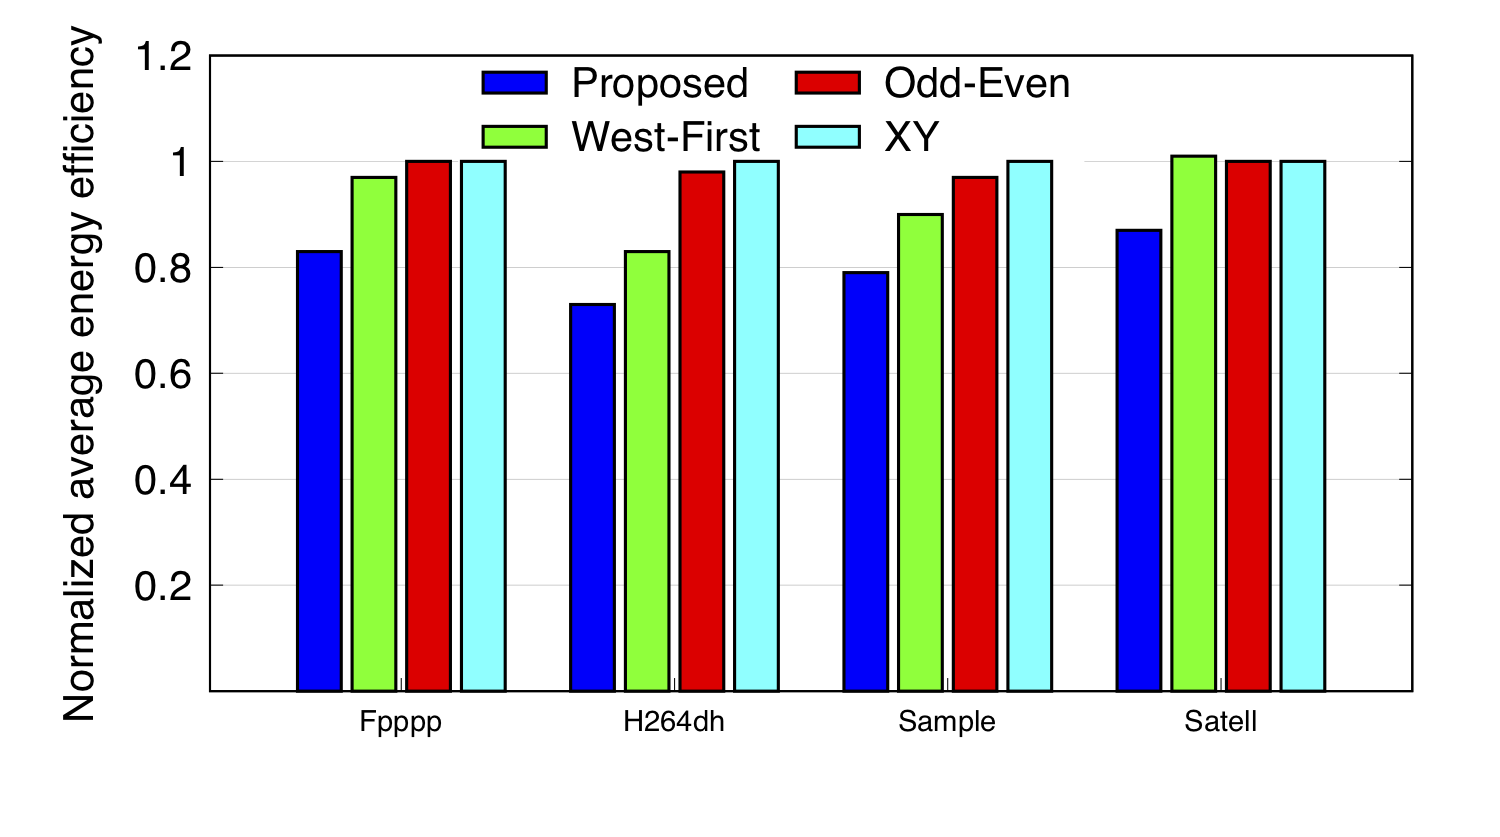 Normalized average energy efficiency
1.2
1
0.8
0.6
0.4
0.2
Proposed
Odd-Even
West-First
XY
Fpppp
H264dh
Sample
Satell